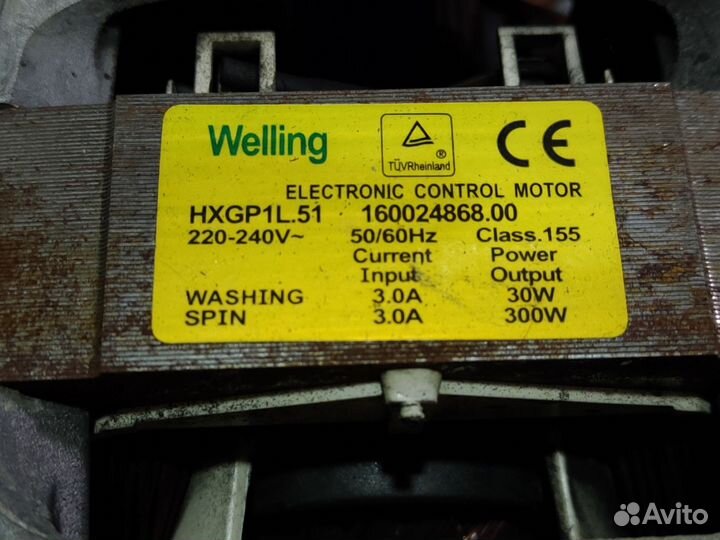 Welling
TÜVRheinland ®
CE
ELECTRONIC CONTROL MOTOR
HXGP1L.51 160024868.00
220-240V~ 50/60Hz Class.155
Current Power
Input Output
WASHING 3.0A 30W
SPIN 3.0A 300W
Avito